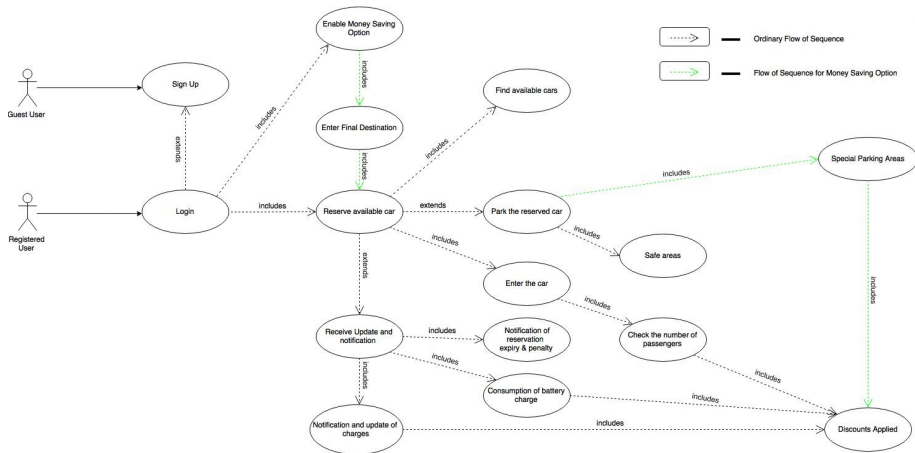 Enable Money Saving
Option
Ordinary Flow of Sequence
Flow of Sequence for Money Saving Option
Guest User
Sign Up
includes
Find available cars
extends
includes
Enter Final Destination
includes
includes
Special Parking Areas
includes
Registered
User
Login
includes
Reserve available car
extends
Park the reserved car
includes
includes
Safe areas
extends
Enter the car
includes
includes
Receive Update and
notification
includes
Notification of
reservation
expiry & penalty
Check the number of
passengers
includes
includes
includes
Consumption of battery
charge
includes
Notification and update of
charges
includes
Discounts Applied